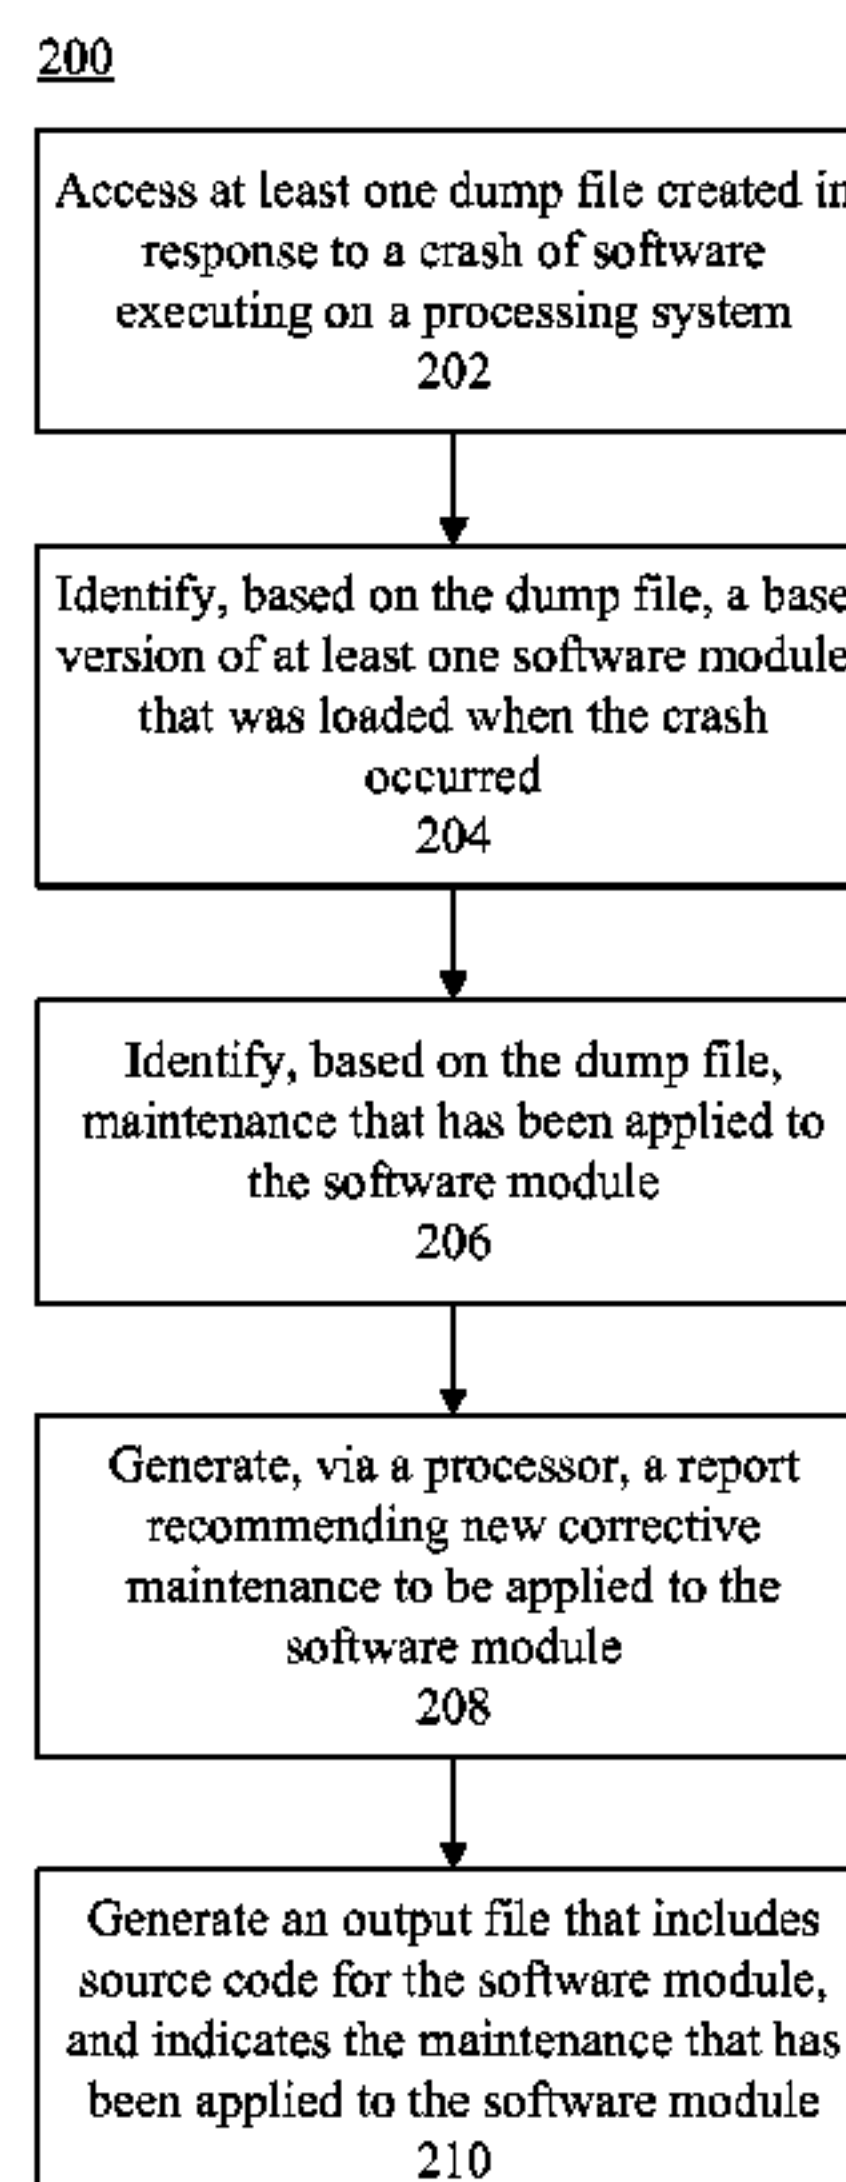 200
Access at least one dump file created in
response to a crash of software
executing on a processing system
202
Identify, based on the dump file, a base
version of at least one software module
that was loaded when the crash
occurred
204
Identify, based on the dump file,
maintenance that has been applied to
the software module
206
Generate, via a processor, a report
recommending new corrective
maintenance to be applied to the
software module
208
Generate an output file that includes
source code for the software module,
and indicates the maintenance that has
been applied to the software module
210